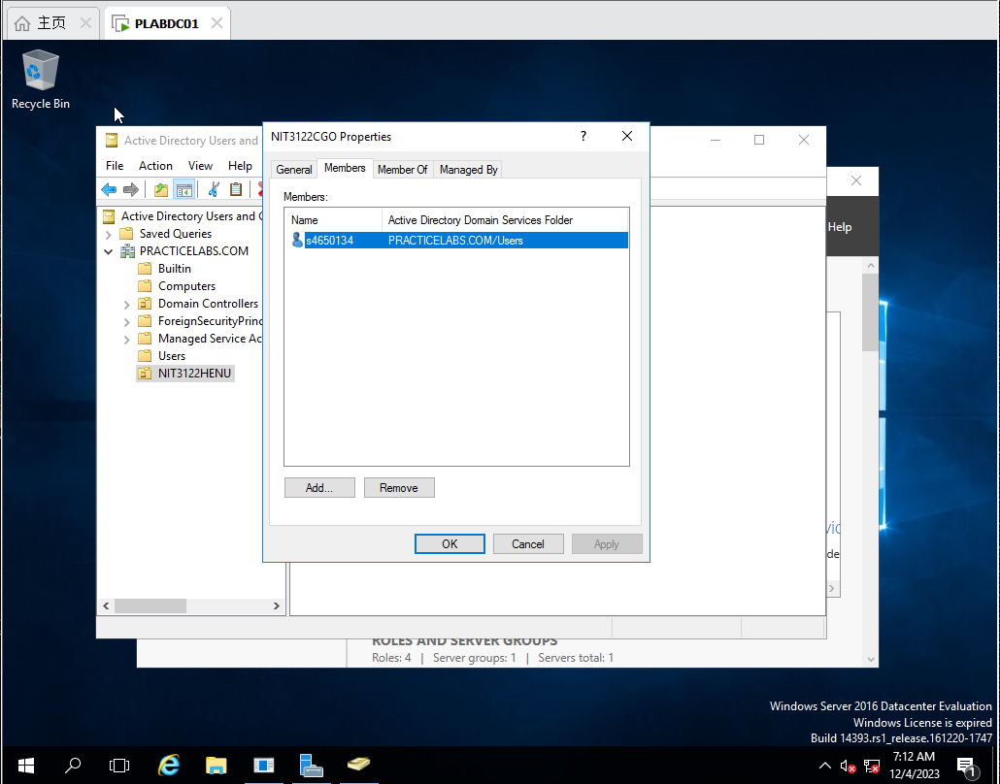 主页
PLABDC01
Recycle Bin
Active Directory Users and
File Action View Help
Active Directory Users and C
Saved Queries
PRACTICELABS.COM
Builtin
Computers
Domain Controllers
ForeignSecurityPrinc
Managed Service Ac
Users
NIT3122HENU
NIT3122CGO Properties
?
General Members Member Of Managed By
Members:
Name Active Directory Domain Services Folder
s4650134 PRACTICELABS.COM/Users
Add... Remove
OK Cancel Apply
Help
vic
de
ROLES AND SERVER GROUPS
Roles: 4 | Server groups: 1 | Servers total: 1
Windows Server 2016 Datacenter Evaluation
Windows License is expired
Build 14393.rs1_release.161220-1747
7:12 AM
12/4/2023
1